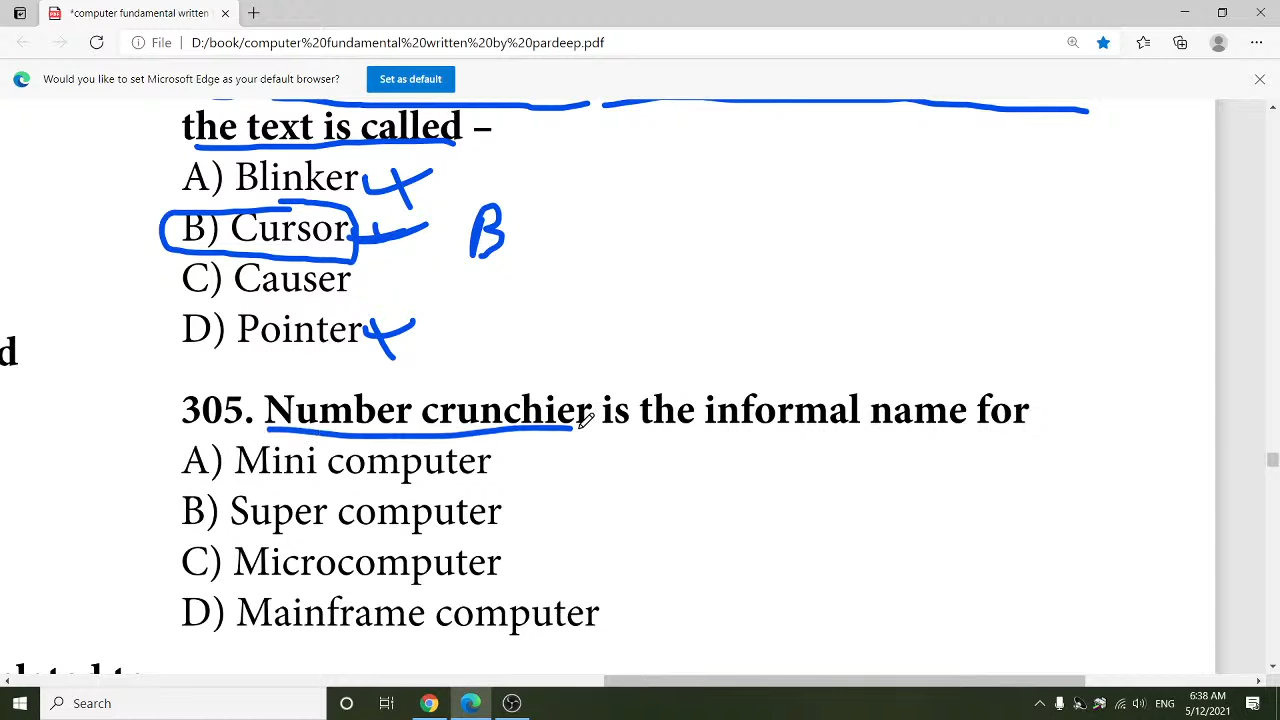 *computer fundamental written
File
D:/book/computer%20fundamental%20written%20by%20pardeep.pdf
Would you like to set Microsoft Edge as your default browser?
Set as default
the text is called –
A) Blinker
B) Cursor
B
C) Causer
D) Pointer
d
305. Number crunchier is the informal name for
A) Mini computer
B) Super computer
C) Microcomputer
D) Mainframe computer
Search
ENG
6:38 AM
5/12/2021